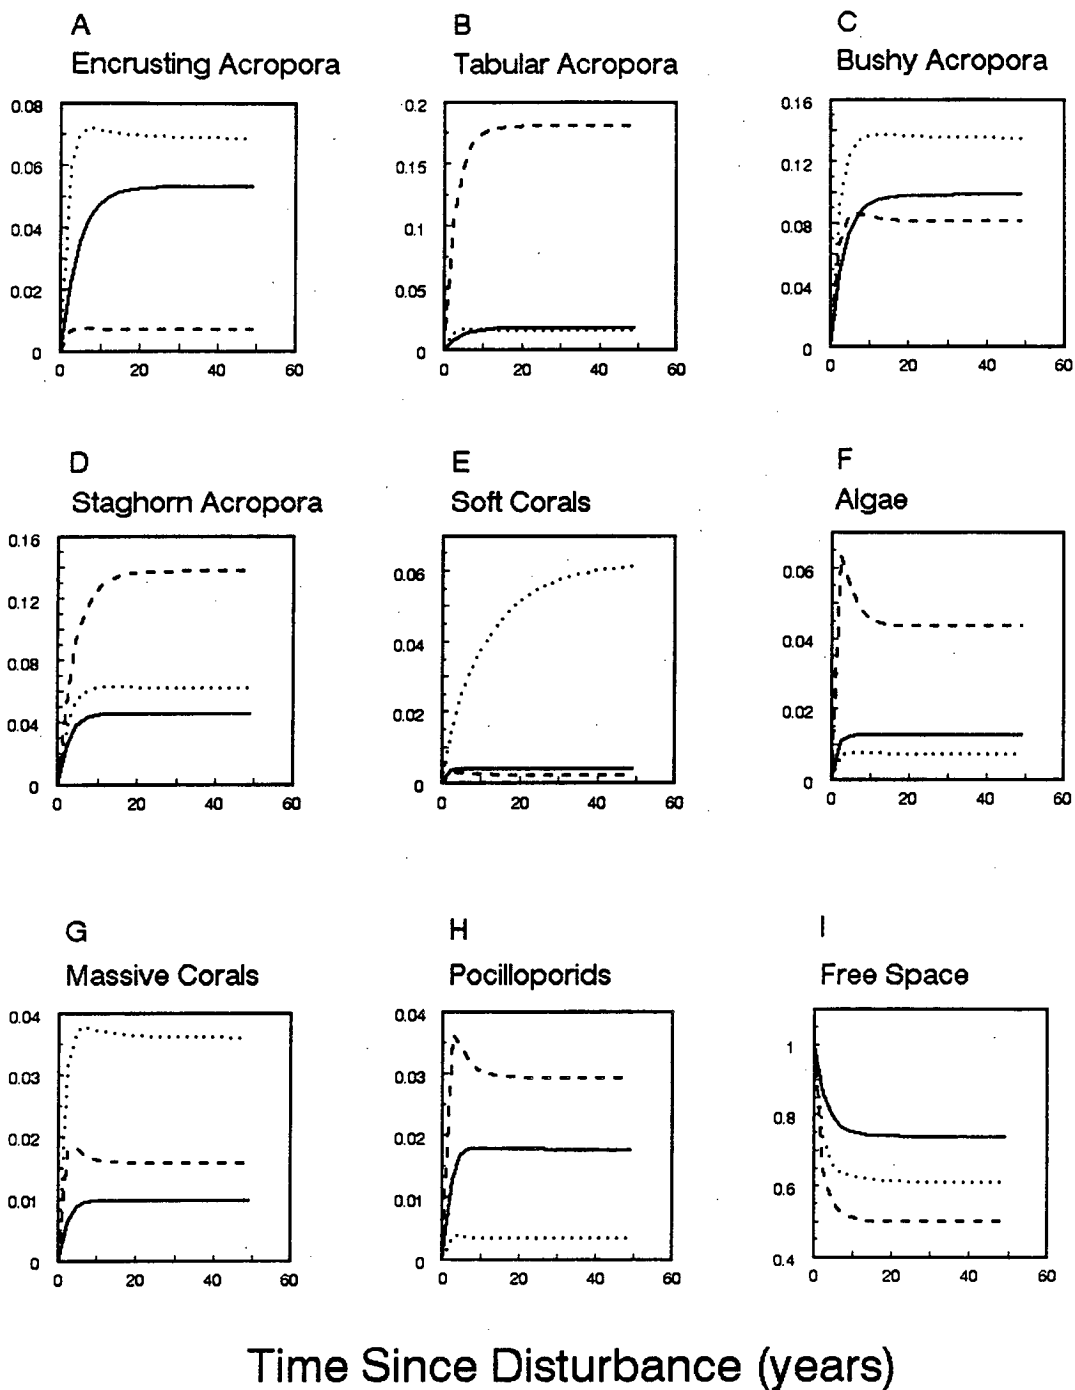 A
Encrusting Acropora
0.08
0.06
0.04
0.02
0
0 20 40 60
B
Tabular Acropora
0.2
0.15
0.1
0.05
0
0 20 40 60
C
Bushy Acropora
0.16
0.12
0.08
0.04
0
0 20 40 60
D
Staghorn Acropora
0.16
0.12
0.08
0.04
0
0 20 40 60
E
Soft Corals
0.06
0.04
0.02
0
0 20 40 60
F
Algae
0.06
0.04
0.02
0
0 20 40 60
G
Massive Corals
0.04
0.03
0.02
0.01
0
0 20 40 60
H
Pocilloporids
0.04
0.03
0.02
0.01
0
0 20 40 60
I
Free Space
1
0.8
0.6
0.4
0 20 40 60
Time Since Disturbance (years)